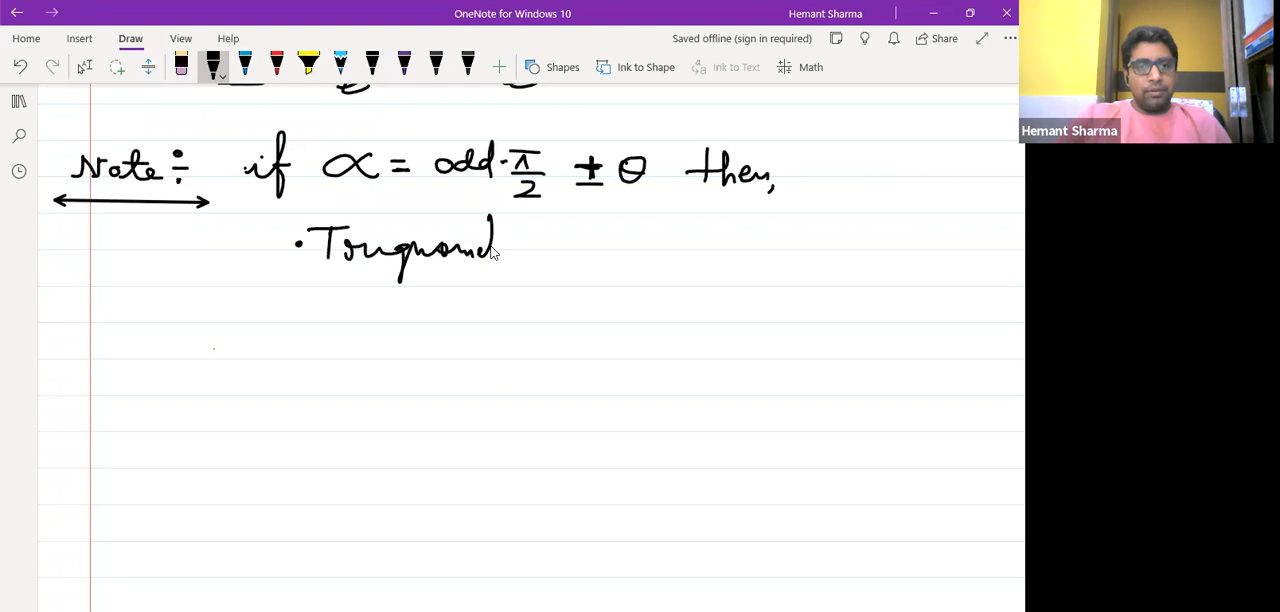 OneNote for Windows 10
Hemant Sharma
Home Insert Draw View Help
Saved offline (sign in required)
Share
Shapes
Ink to Shape
Ink to Text
Math
Hemant Sharma
Note÷ if α = odd·π/2 ± θ then,